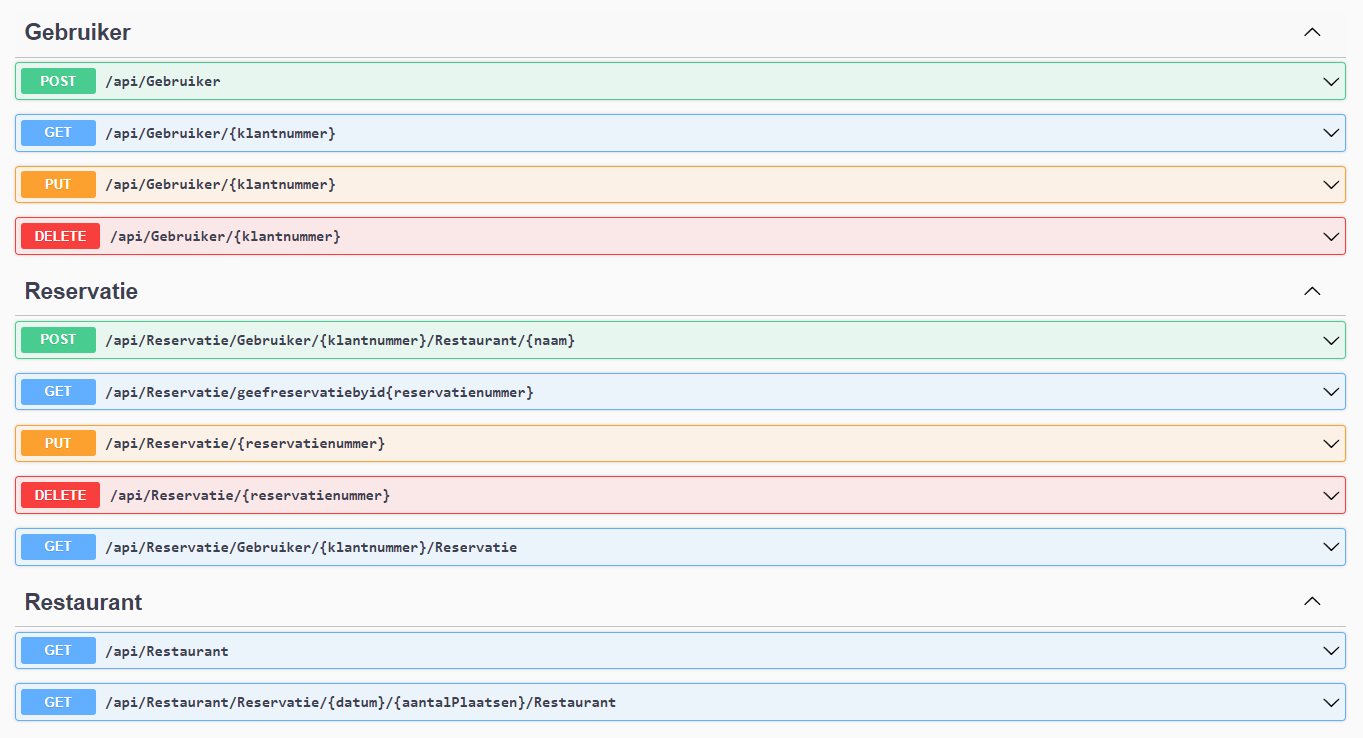 Gebruiker
POST /api/Gebruiker
GET /api/Gebruiker/{klantnummer}
PUT /api/Gebruiker/{klantnummer}
DELETE /api/Gebruiker/{klantnummer}
Reservatie
POST /api/Reservatie/Gebruiker/{klantnummer}/Restaurant/{naam}
GET /api/Reservatie/geefreservatiebyid{reservatienummer}
PUT /api/Reservatie/{reservatienummer}
DELETE /api/Reservatie/{reservatienummer}
GET /api/Reservatie/Gebruiker/{klantnummer}/Reservatie
Restaurant
GET /api/Restaurant
GET /api/Restaurant/Reservatie/{datum}/{aantalPlaatsen}/Restaurant